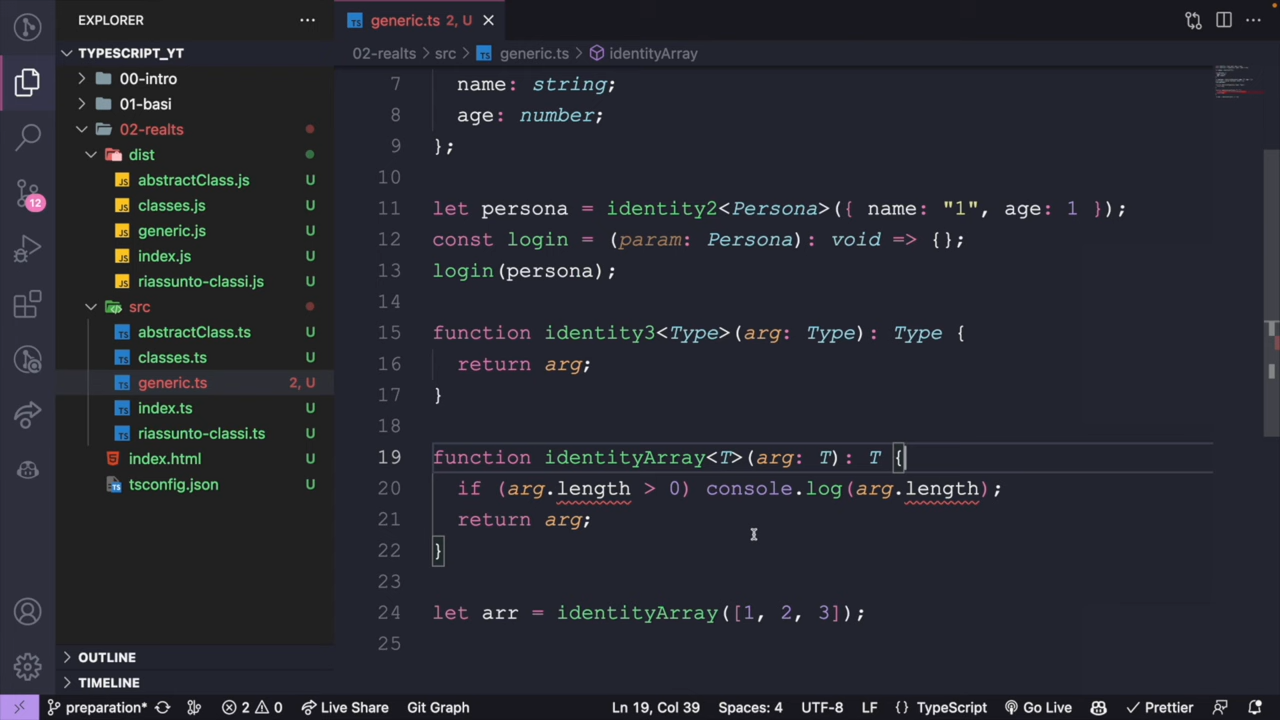 EXPLORER
generic.ts 2, U
TYPESCRIPT_YT
02-realts > src > generic.ts > identityArray
00-intro
01-basi
02-realts
dist
abstractClass.js U
classes.js U
generic.js U
index.js U
riassunto-classi.js U
src
abstractClass.ts U
classes.ts U
generic.ts 2, U
index.ts U
riassunto-classi.ts U
index.html U
tsconfig.json U
OUTLINE
TIMELINE
7 name: string;
8 age: number;
9 };
10
11 let persona = identity2<Persona>({ name: "1", age: 1 });
12 const login = (param: Persona): void => {};
13 login(persona);
14
15 function identity3<Type>(arg: Type): Type {
16 return arg;
17 }
18
19 function identityArray<T>(arg: T): T {
20 if (arg.length > 0) console.log(arg.length);
21 return arg;
22 }
23
24 let arr = identityArray([1, 2, 3]);
25
12
preparation* 2 0 Live Share Git Graph Ln 19, Col 39 Spaces: 4 UTF-8 LF {} TypeScript Go Live Prettier